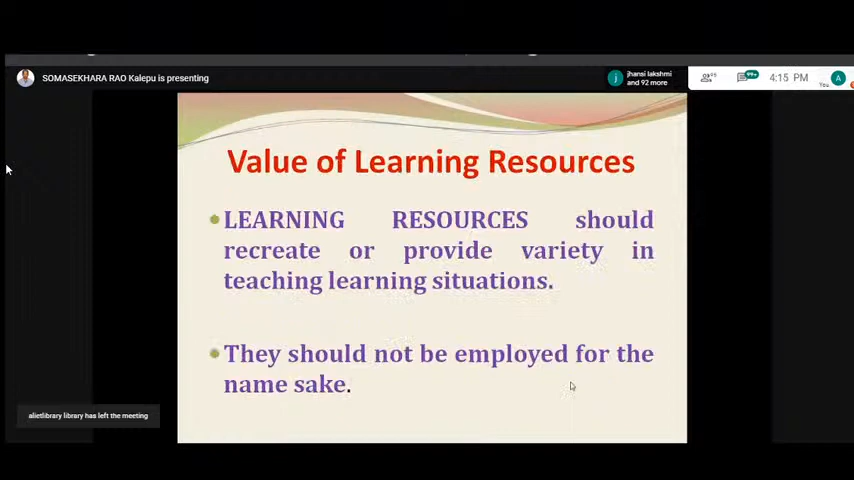 SOMASEKHARA RAO Kalepu is presenting
j
jhansi lakshmi
and 92 more
99+
4:15 PM
You
A
Value of Learning Resources
LEARNING RESOURCES should
recreate or provide variety in
teaching learning situations.
They should not be employed for the
name sake.
alietlibrary library has left the meeting